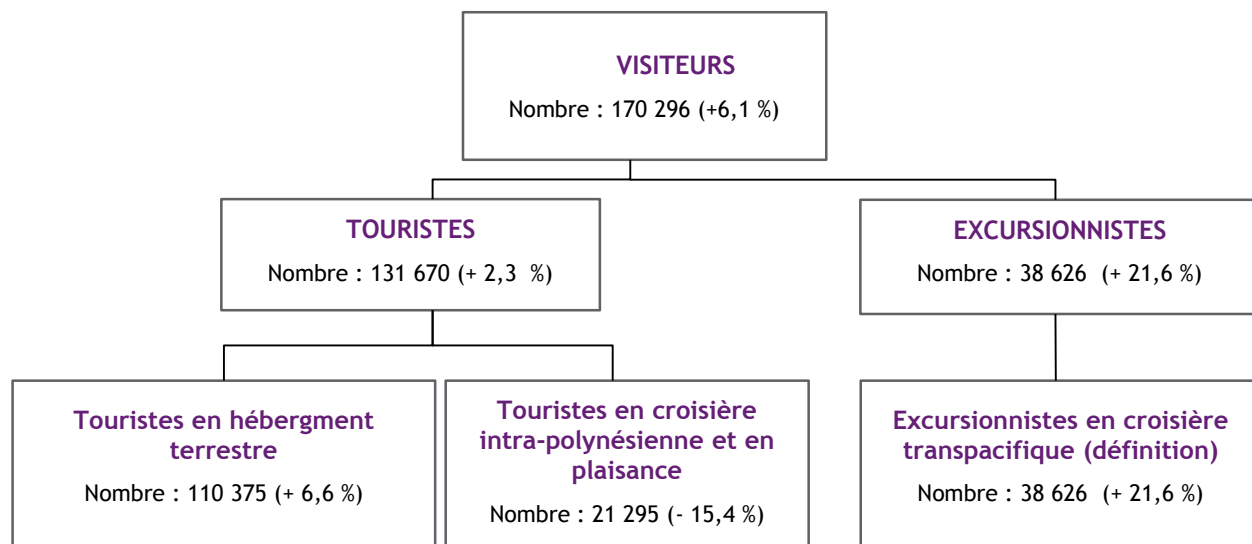 VISITEURS
Nombre : 170 296 (+6,1 %)
TOURISTES
Nombre : 131 670 (+ 2,3 %)
EXCURSIONNISTES
Nombre : 38 626 (+ 21,6 %)
Touristes en hébergment
terrestre
Nombre : 110 375 (+ 6,6 %)
Touristes en croisière
intra-polynésienne et en
plaisance
Nombre : 21 295 (- 15,4 %)
Excursionnistes en croisière
transpacifique (définition)
Nombre : 38 626 (+ 21,6 %)